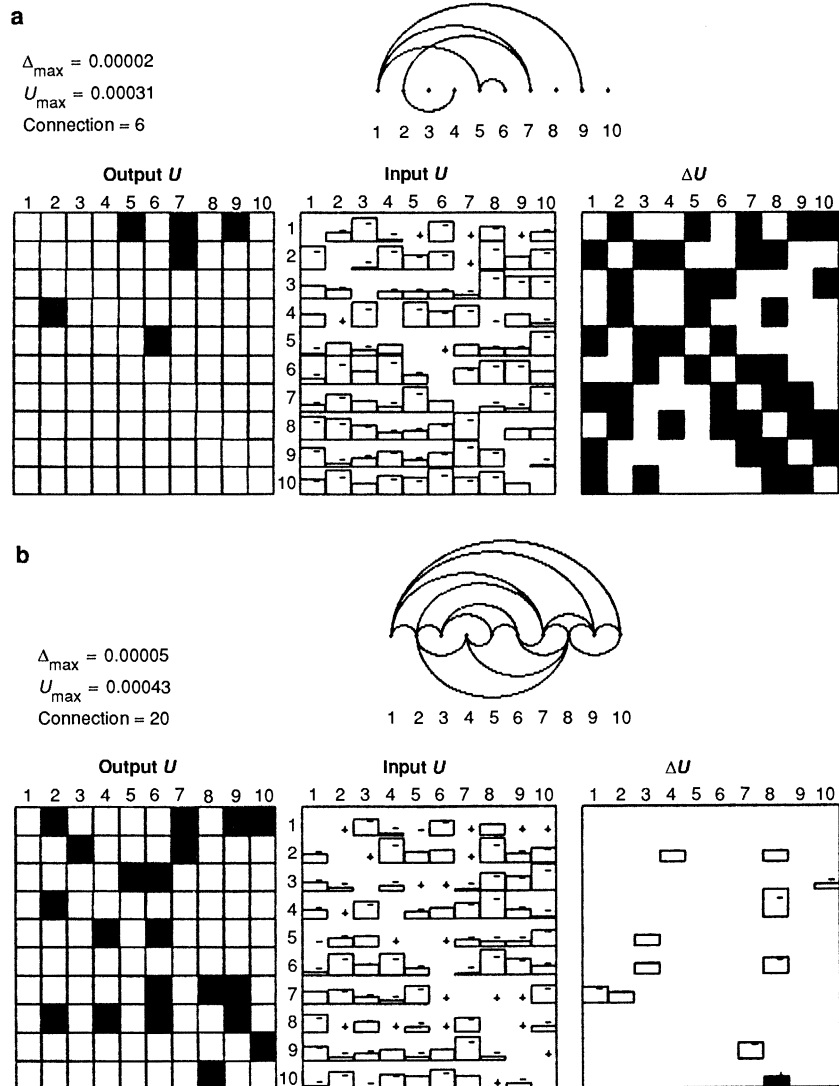 a
Δmax = 0.00002
Umax = 0.00031
Connection = 6
1 2 3 4 5 6 7 8 9 10
Output U Input U ΔU
1 2 3 4 5 6 7 8 9 10 1 2 3 4 5 6 7 8 9 10 1 2 3 4 5 6 7 8 9 10
1
2
3
4
5
6
7
8
9
10
b
Δmax = 0.00005
Umax = 0.00043
Connection = 20
1 2 3 4 5 6 7 8 9 10
Output U Input U ΔU
1 2 3 4 5 6 7 8 9 10 1 2 3 4 5 6 7 8 9 10 1 2 3 4 5 6 7 8 9 10
1
2
3
4
5
6
7
8
9
10